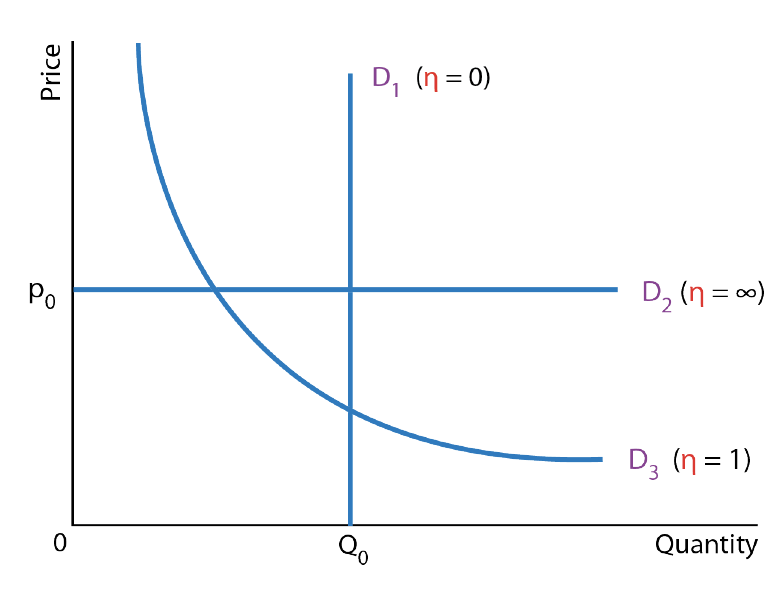 Price
D₁ (η = 0)
p₀
D₂ (η = ∞)
D₃ (η = 1)
0
Q₀
Quantity